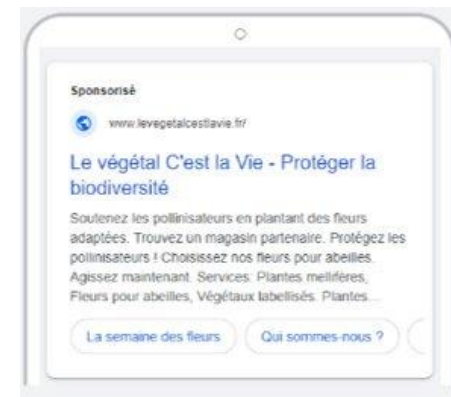 Sponsorisé
www.levegetalcestlavie.fr/
Le végétal C'est la Vie - Protéger la
biodiversité
Soutenez les pollinisateurs en plantant des fleurs
adaptées. Trouvez un magasin partenaire. Protégez les
pollinisateurs ! Choisissez nos fleurs pour abeilles.
Agissez maintenant. Services: Plantes mellifères,
Fleurs pour abeilles, Végétaux labellisés. Plantes...
La semaine des fleurs Qui sommes-nous ?